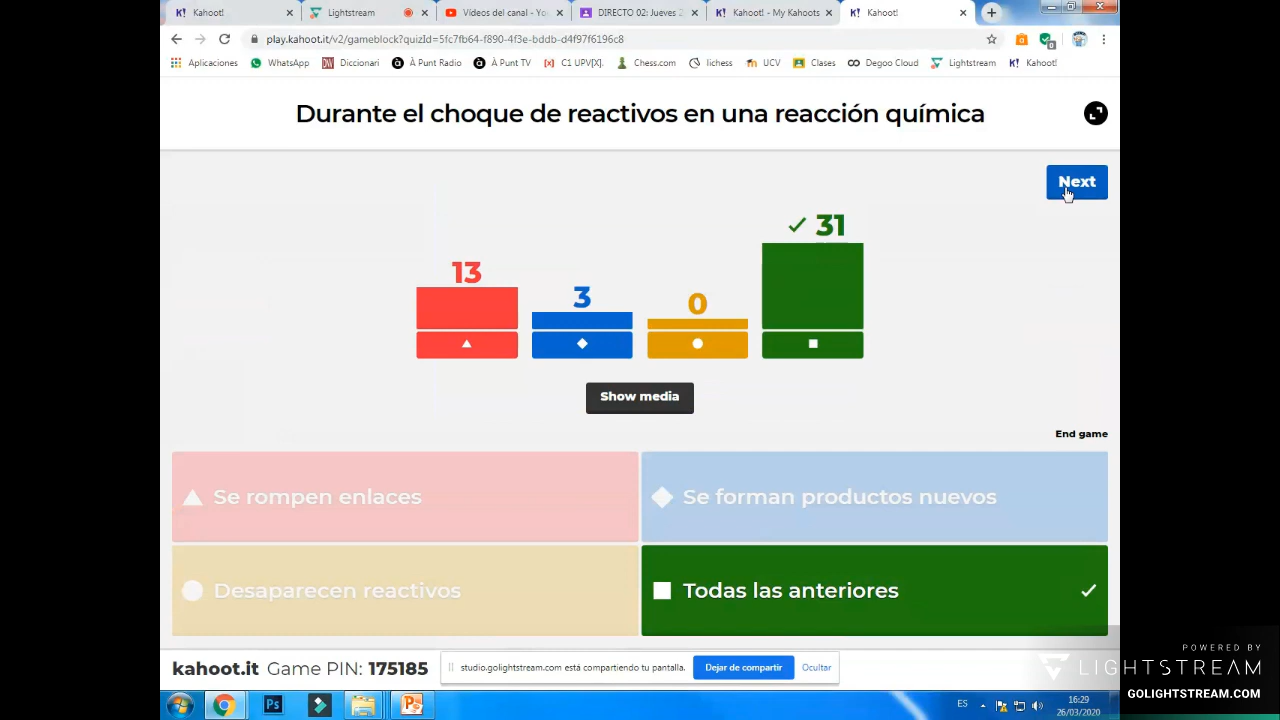 Kahoot!
Lightstream
Vídeos del canal - Yo
DIRECTO 02: Jueves 2
Kahoot! - My Kahoots
Kahoot!
play.kahoot.it/v2/gameblock?quizId=5fc7fb64-f890-4f3e-bddb-d4f97f6196c8
Aplicaciones
WhatsApp
Diccionari
À Punt Radio
À Punt TV
C1 UPV[X].
Chess.com
lichess
UCV
Clases
Degoo Cloud
Lightstream
Kahoot!
Durante el choque de reactivos en una reacción química
Next
13
3
0
31
Show media
End game
Se rompen enlaces
Se forman productos nuevos
Desaparecen reactivos
Todas las anteriores
kahoot.it Game PIN: 175185
studio.golightstream.com está compartiendo tu pantalla.
Dejar de compartir
Ocultar
POWERED BY
LIGHTSTREAM
GOLIGHTSTREAM.COM
Ps
ES
16:29
26/03/2020